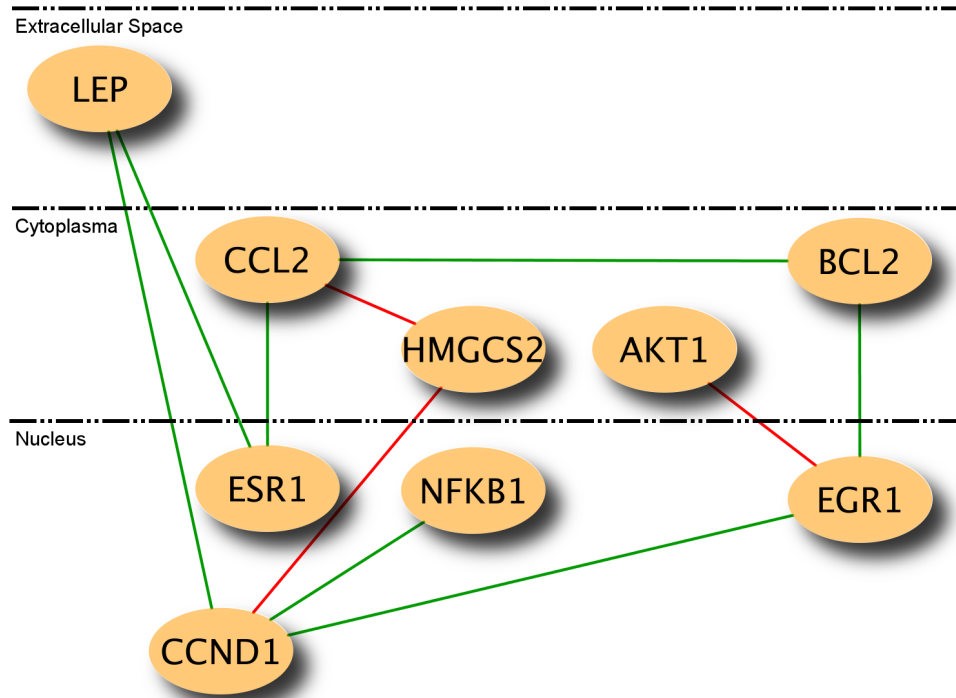 Extracellular Space
LEP
Cytoplasma
CCL2
BCL2
HMGCS2
AKT1
Nucleus
ESR1
NFKB1
EGR1
CCND1